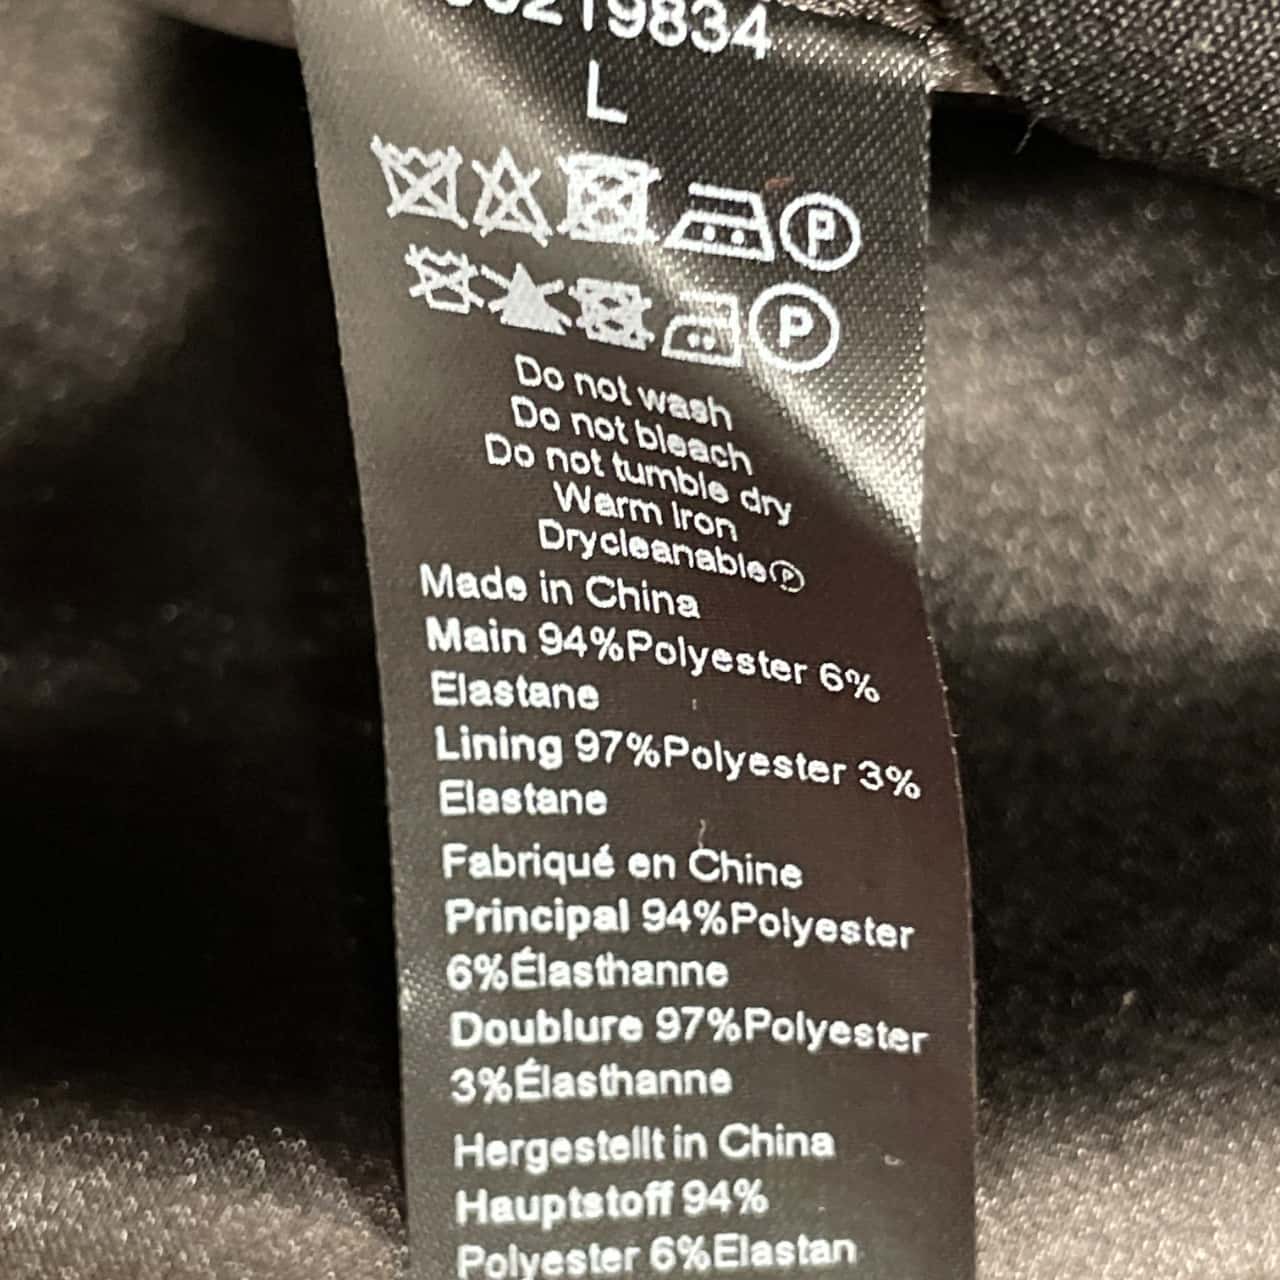 L
P
P
Do not wash
Do not bleach
Do not tumble dry
Warm Iron
Drycleanable Ⓟ
Made in China
Main 94%Polyester 6%
Elastane
Lining 97%Polyester 3%
Elastane
Fabriqué en Chine
Principal 94%Polyester
6%Élasthanne
Doublure 97%Polyester
3%Élasthanne
Hergestellt in China
Hauptstoff 94%
Polyester 6%Elastan